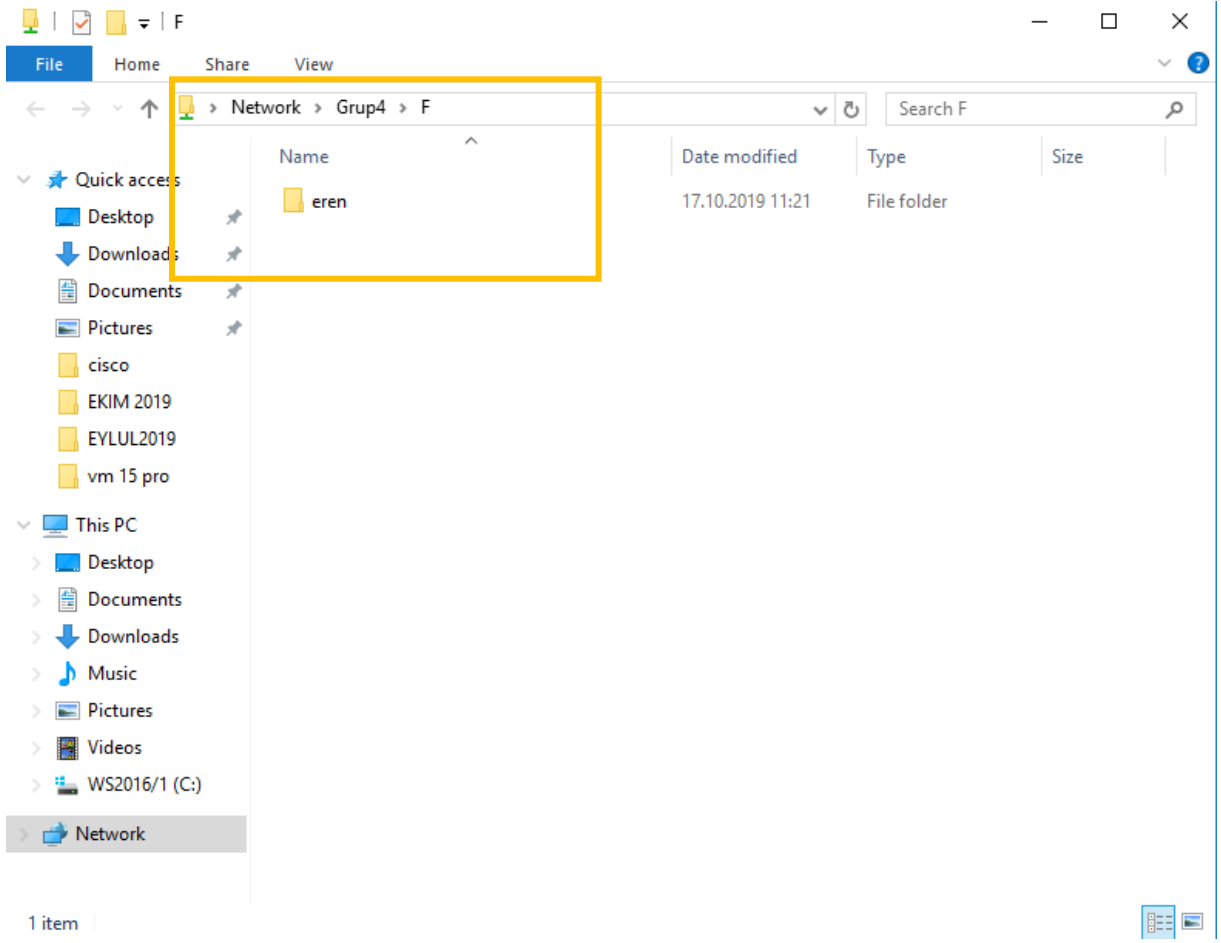 F
File Home Share View
Network > Grup4 > F
Search F
Name Date modified Type Size
eren 17.10.2019 11:21 File folder
Quick access
Desktop
Downloads
Documents
Pictures
cisco
EKIM 2019
EYLUL2019
vm 15 pro
This PC
Desktop
Documents
Downloads
Music
Pictures
Videos
WS2016/1 (C:)
Network
1 item